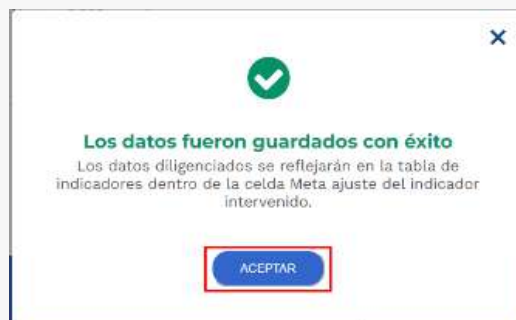 Los datos fueron guardados con éxito
Los datos diligenciados se reflejarán en la tabla de
indicadores dentro de la celda Meta ajuste del indicador
intervenido.
ACEPTAR